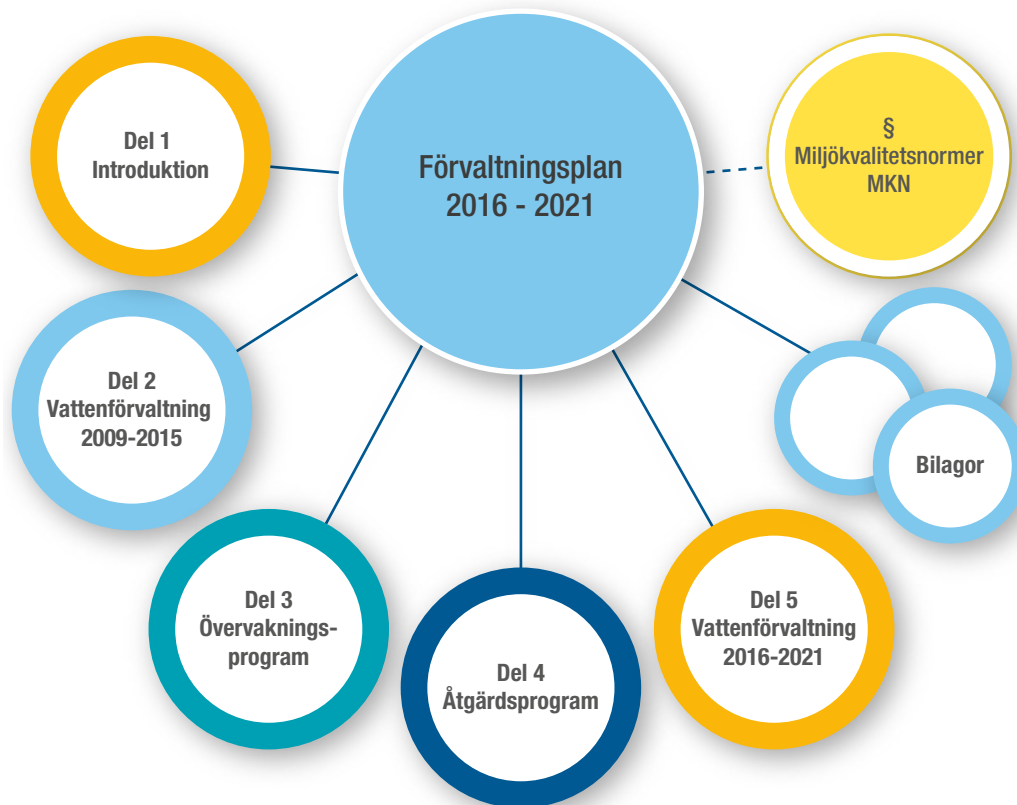 Förvaltningsplan
2016 - 2021
Del 1
Introduktion
Del 2
Vattenförvaltning
2009-2015
Del 3
Övervaknings-
program
Del 4
Åtgärdsprogram
Del 5
Vattenförvaltning
2016-2021
Bilagor
§
Miljökvalitetsnormer
MKN